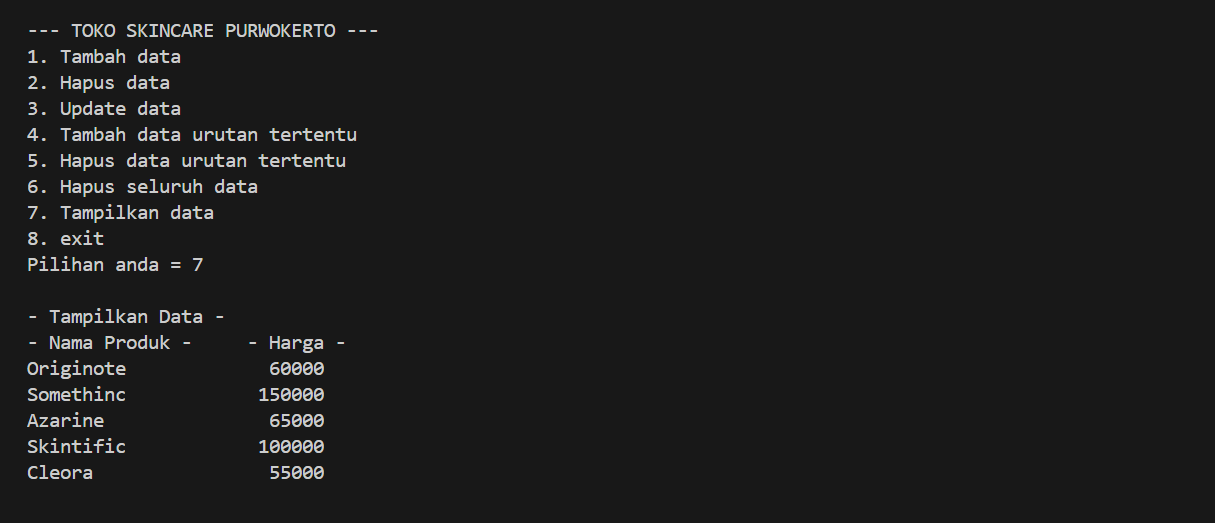 --- TOKO SKINCARE PURWOKERTO ---
1. Tambah data
2. Hapus data
3. Update data
4. Tambah data urutan tertentu
5. Hapus data urutan tertentu
6. Hapus seluruh data
7. Tampilkan data
8. exit
Pilihan anda = 7

- Tampilkan Data -
- Nama Produk -     - Harga -
Originote             60000
Somethinc            150000
Azarine               65000
Skintific            100000
Cleora                55000